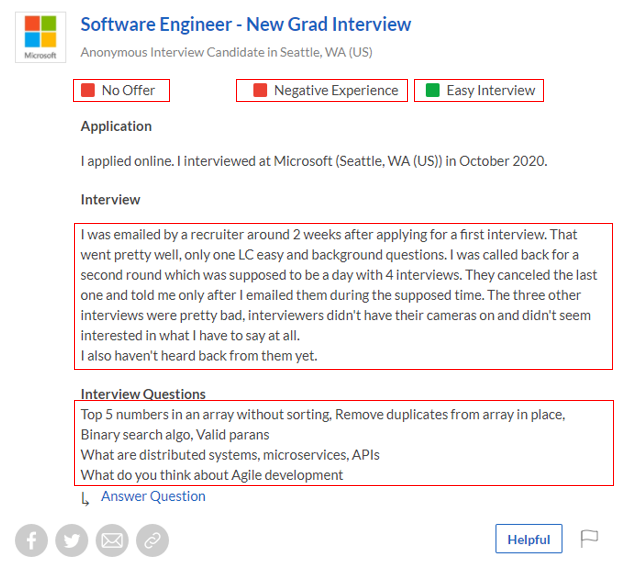 Microsoft
Software Engineer - New Grad Interview
Anonymous Interview Candidate in Seattle, WA (US)
No Offer
Negative Experience
Easy Interview
Application
I applied online. I interviewed at Microsoft (Seattle, WA (US)) in October 2020.
Interview
I was emailed by a recruiter around 2 weeks after applying for a first interview. That
went pretty well, only one LC easy and background questions. I was called back for a
second round which was supposed to be a day with 4 interviews. They canceled the last
one and told me only after I emailed them during the supposed time. The three other
interviews were pretty bad, interviewers didn't have their cameras on and didn't seem
interested in what I have to say at all.
I also haven't heard back from them yet.
Interview Questions
Top 5 numbers in an array without sorting, Remove duplicates from array in place,
Binary search algo, Valid parans
What are distributed systems, microservices, APIs
What do you think about Agile development
Answer Question
Helpful